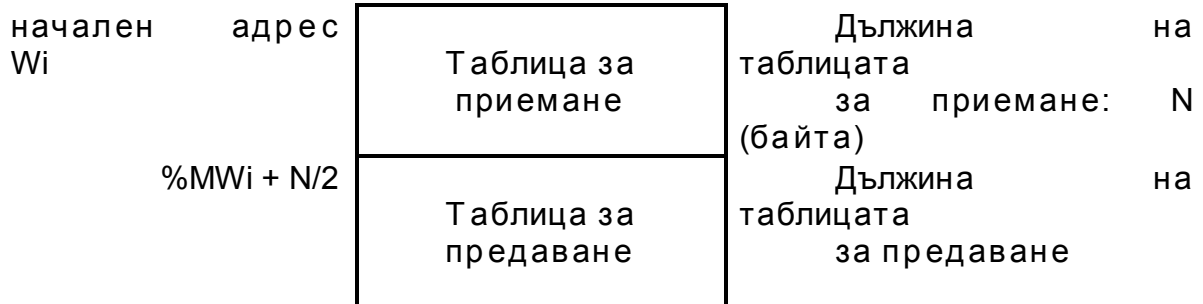 начален адрес
Wi
Таблица за
приемане
Дължина на
таблицата
за приемане: N
(байта)
%MWi + N/2
Таблица за
предаване
Дължина на
таблицата
за предаване